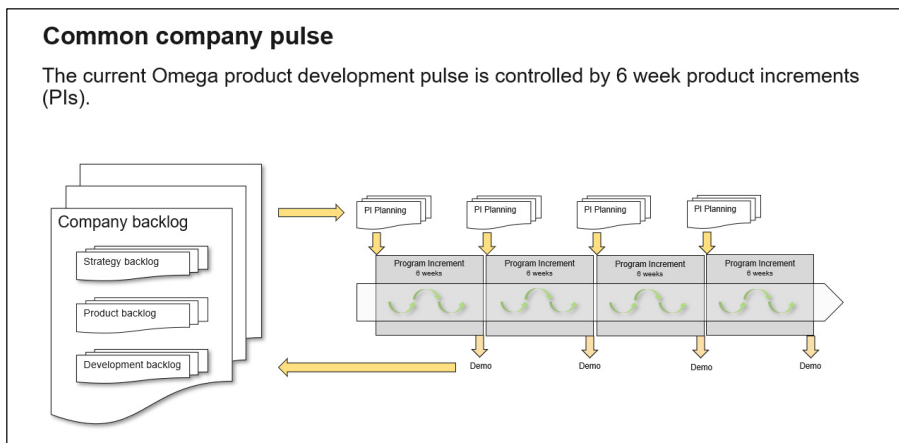 Common company pulse
The current Omega product development pulse is controlled by 6 week product increments
(PIs).
Company backlog
Strategy backlog
Product backlog
Development backlog
PI Planning
PI Planning
PI Planning
PI Planning
Program Increment
6 weeks
Program Increment
6 weeks
Program Increment
6 weeks
Program Increment
6 weeks
Demo
Demo
Demo
Demo